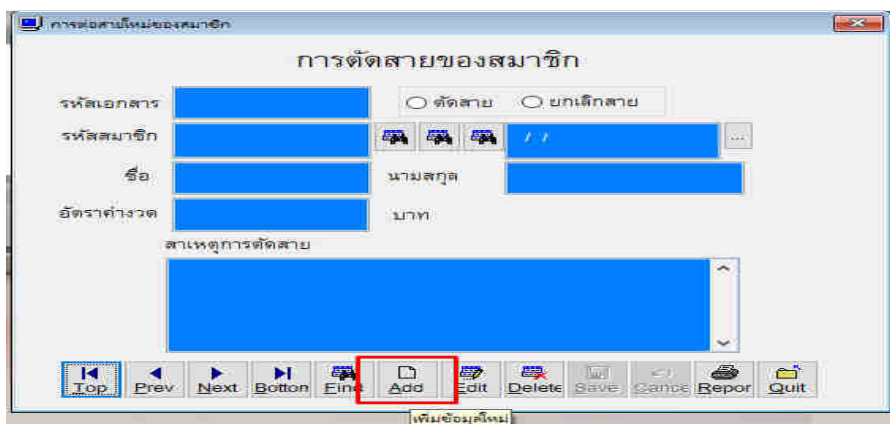 การต่อสายใหม่ของสมาชิก
การตัดสายของสมาชิก
รหัสเอกสาร ตัดสาย ยกเลิกสาย
รหัสสมาชิก / / ...
ชื่อ นามสกุล
อัตราค่างวด บาท
สาเหตุการตัดสาย
Top Prev Next Botton Find Add Edit Delete Save Cance Repor Quit
เพิ่มข้อมูลใหม่